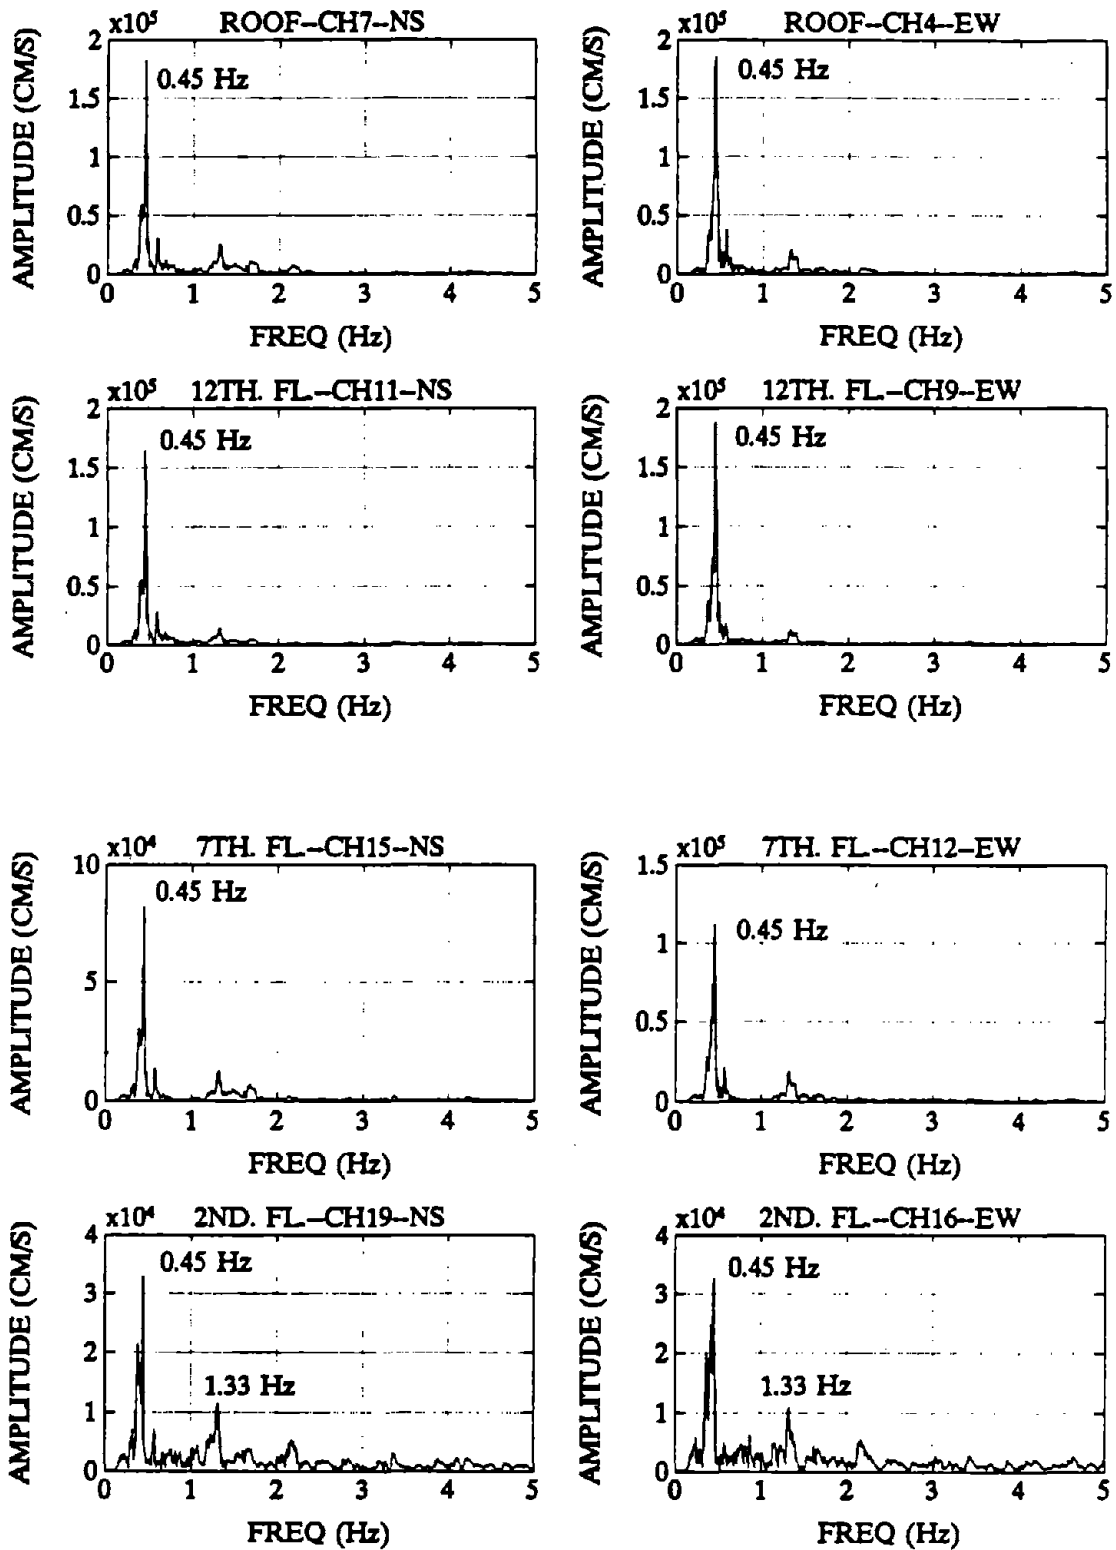 x10⁵ ROOF–CH7–NS
AMPLITUDE (CM/S)
2
1.5
1
0.5
0
0.45 Hz
0 1 2 3 4 5
FREQ (Hz)
ROOF–CH4–EW
x10⁵
AMPLITUDE (CM/S)
2
1.5
1
0.5
0
0.45 Hz
0 1 2 3 4 5
FREQ (Hz)
x10⁵ 12TH. FL.–CH11–NS
AMPLITUDE (CM/S)
2
1.5
1
0.5
0
0.45 Hz
0 1 2 3 4 5
FREQ (Hz)
x10⁵ 12TH. FL.–CH9–EW
AMPLITUDE (CM/S)
2
1.5
1
0.5
0
0.45 Hz
0 1 2 3 4 5
FREQ (Hz)
x10⁴ 7TH. FL.–CH15–NS
AMPLITUDE (CM/S)
10
5
0
0.45 Hz
0 1 2 3 4 5
FREQ (Hz)
x10⁵ 7TH. FL.–CH12–EW
AMPLITUDE (CM/S)
1.5
1
0.5
0
0.45 Hz
0 1 2 3 4 5
FREQ (Hz)
x10⁴ 2ND. FL.–CH19–NS
AMPLITUDE (CM/S)
4
3
2
1
0
0.45 Hz
1.33 Hz
0 1 2 3 4 5
FREQ (Hz)
x10⁴ 2ND. FL.–CH16–EW
AMPLITUDE (CM/S)
4
3
2
1
0
0.45 Hz
1.33 Hz
0 1 2 3 4 5
FREQ (Hz)